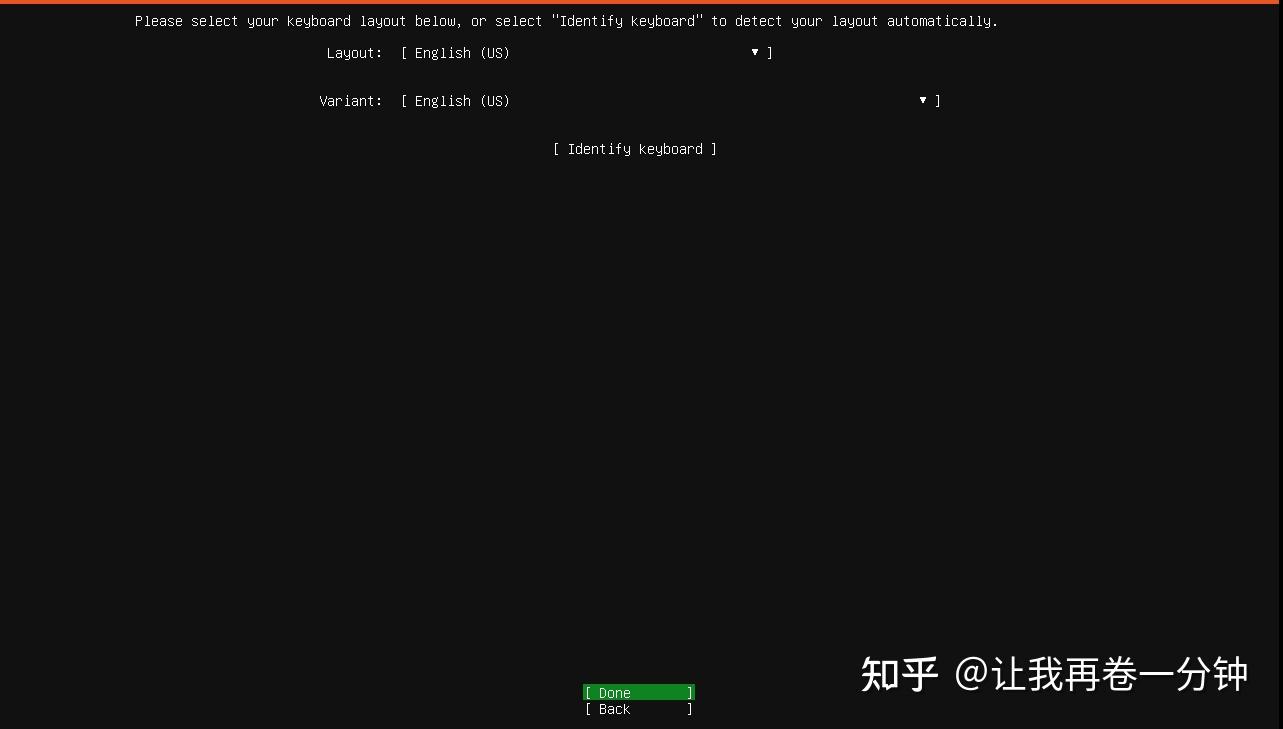 Please select your keyboard layout below, or select "Identify keyboard" to detect your layout automatically.
Layout: [ English (US) ▾ ]
Variant: [ English (US) ▾ ]
[ Identify keyboard ]
[ Done ]
[ Back ]
知乎 @让我再卷一分钟